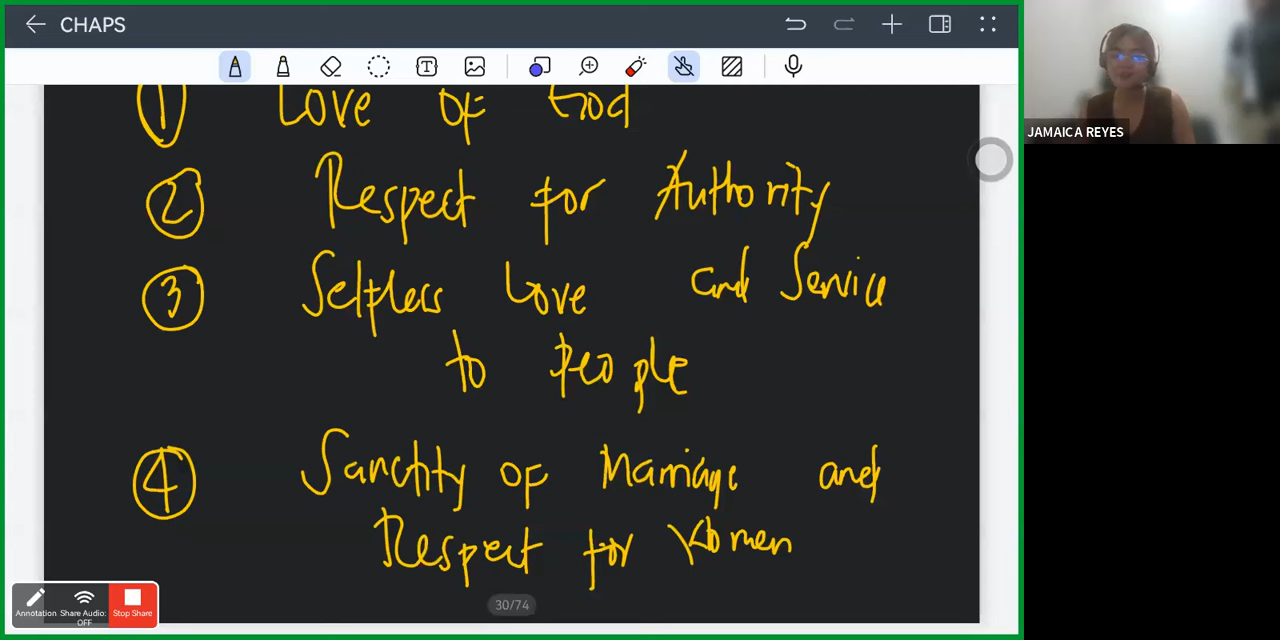 CHAPS
JAMAICA REYES
① Love of God
② Respect for Authority
③ Selfless Love and Service
to People
④ Sanctity of Marriage and
Respect for Women
30/74
Annotation
Share Audio:
OFF
Stop Share